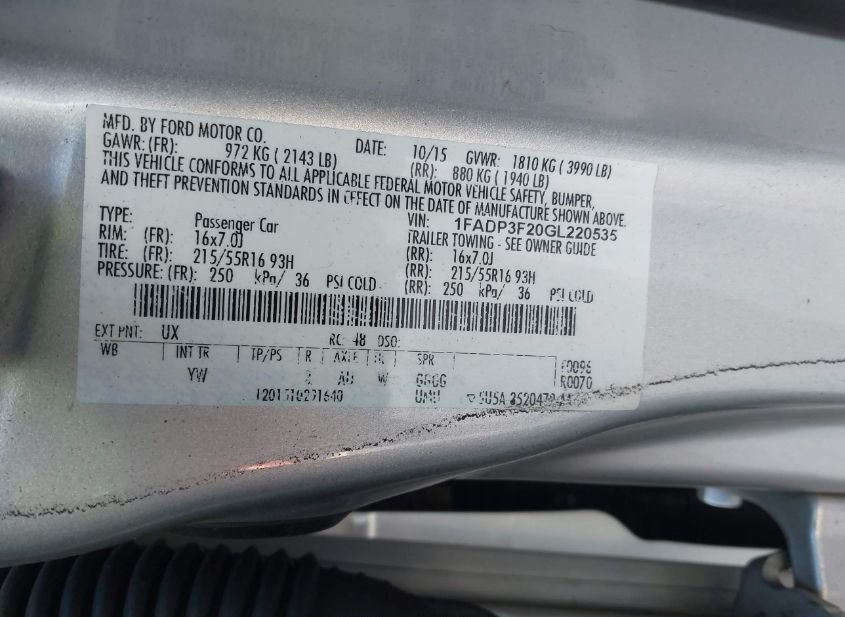 MFD. BY FORD MOTOR CO.
DATE: 10/15 GVWR: 1810 KG ( 3990 LB)
GAWR: (FR): 972 KG ( 2143 LB) (RR): 880 KG ( 1940 LB)
THIS VEHICLE CONFORMS TO ALL APPLICABLE FEDERAL MOTOR VEHICLE SAFETY, BUMPER,
AND THEFT PREVENTION STANDARDS IN EFFECT ON THE DATE OF MANUFACTURE SHOWN ABOVE.
VIN: 1FADP3F20GL220535
TYPE: Passenger Car TRAILER TOWING - SEE OWNER GUIDE
RIM: (FR): 16x7.0J (RR): 16x7.0J
TIRE: (FR): 215/55R16 93H (RR): 215/55R16 93H
PRESSURE: (FR): 250 kPa/ 36 PSI COLD (RR): 250 kPa/ 36 PSI COLD
EXT PNT: UX RC: 48 DSO:
WB INT TR TP/PS R AXLE SPR
F0096
YW W GGGG R0070
UMU